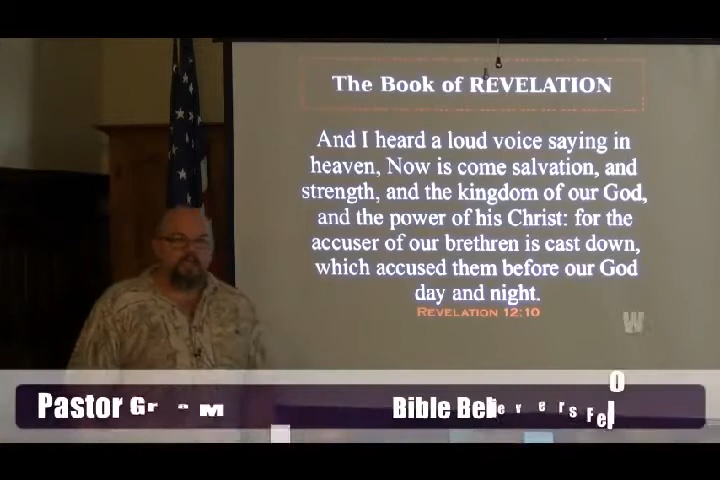 The Book of REVELATION
And I heard a loud voice saying in
heaven, Now is come salvation, and
strength, and the kingdom of our God,
and the power of his Christ: for the
accuser of our brethren is cast down,
which accused them before our God
day and night.
REVELATION 12:10
W
Pastor
Bible